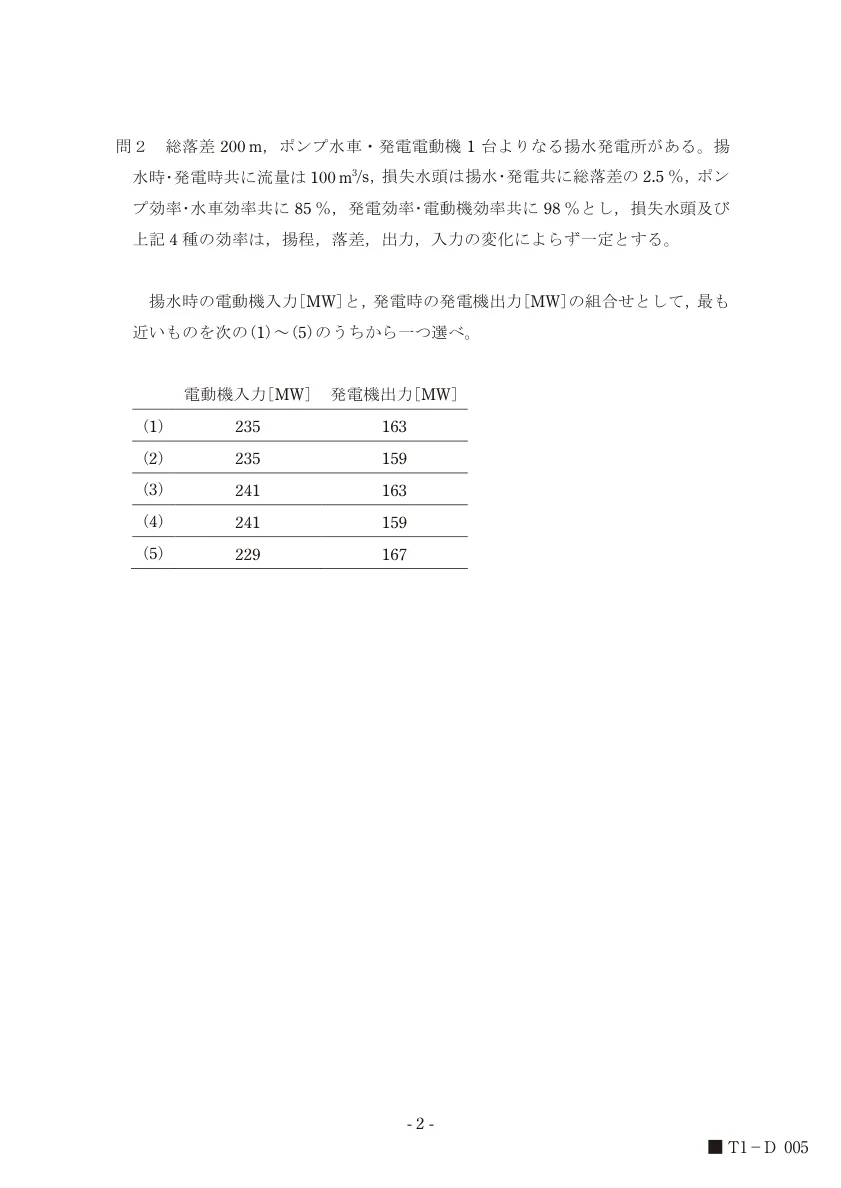 問２　総落差 200 m，ポンプ水車・発電電動機 1 台よりなる揚水発電所がある。揚
水時・発電時共に流量は 100 m³/s，損失水頭は揚水・発電共に総落差の 2.5 %，ポン
プ効率・水車効率共に 85 %，発電効率・電動機効率共に 98 %とし，損失水頭及び
上記 4 種の効率は，揚程，落差，出力，入力の変化によらず一定とする。
揚水時の電動機入力[MW]と，発電時の発電機出力[MW]の組合せとして，最も
近いものを次の(1)～(5)のうちから一つ選べ。
電動機入力[MW]　発電機出力[MW]
(1)　235　163
(2)　235　159
(3)　241　163
(4)　241　159
(5)　229　167
- 2 -
■ T1－D 005